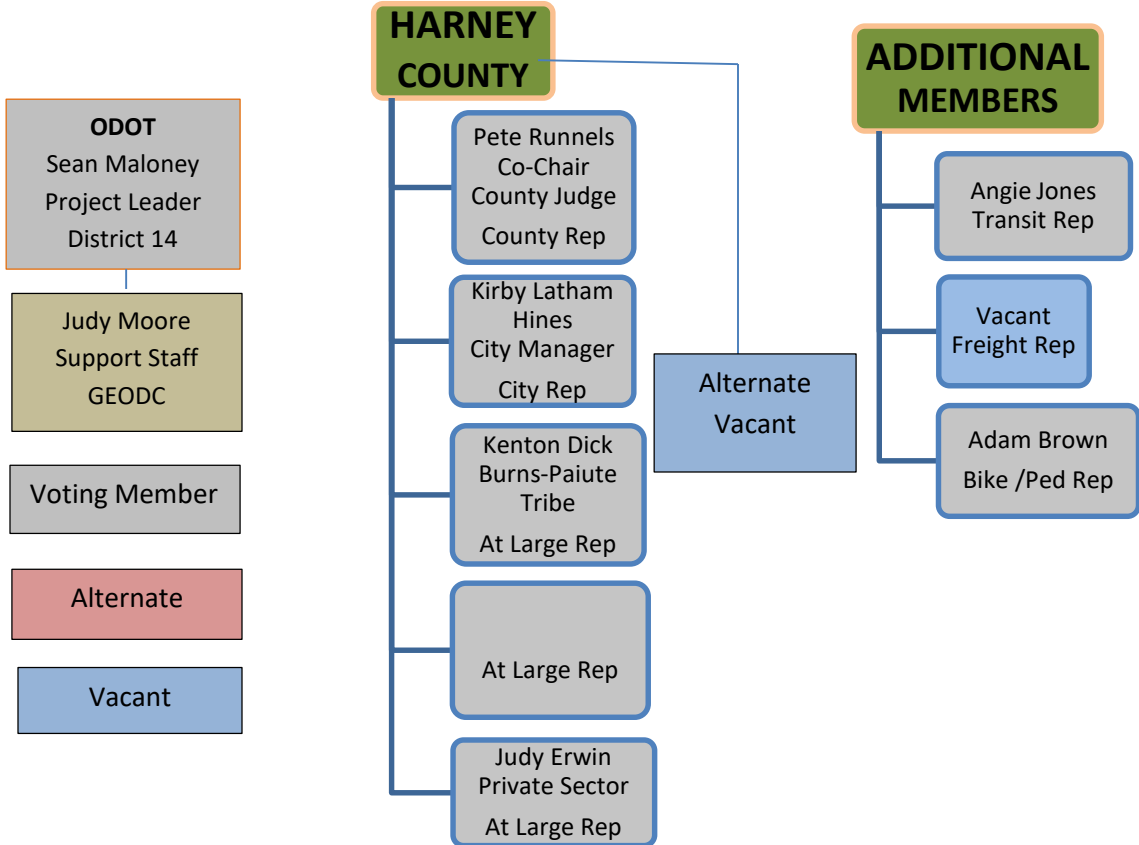 ODOT
Sean Maloney
Project Leader
District 14
Judy Moore
Support Staff
GEODC
Voting Member
Alternate
Vacant
HARNEY
COUNTY
Pete Runnels
Co-Chair
County Judge
County Rep
Kirby Latham
Hines
City Manager
City Rep
Kenton Dick
Burns-Paiute
Tribe
At Large Rep
At Large Rep
Judy Erwin
Private Sector
At Large Rep
Alternate
Vacant
ADDITIONAL
MEMBERS
Angie Jones
Transit Rep
Vacant
Freight Rep
Adam Brown
Bike /Ped Rep